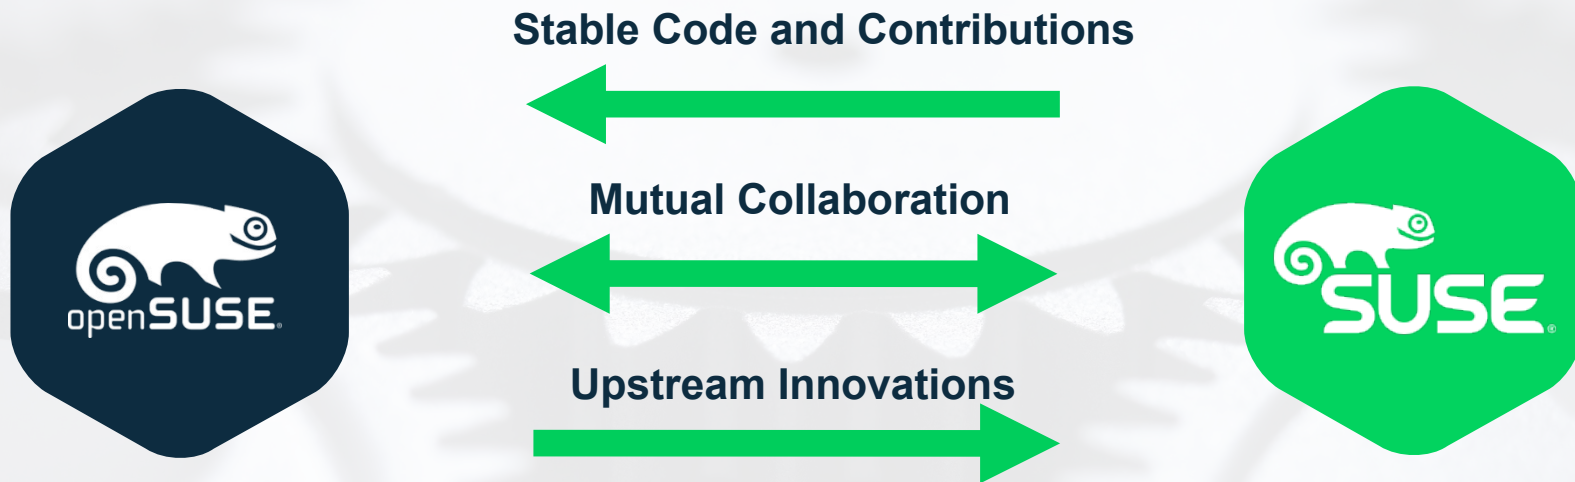 Stable Code and Contributions
Mutual Collaboration
openSUSE.
SUSE®
Upstream Innovations